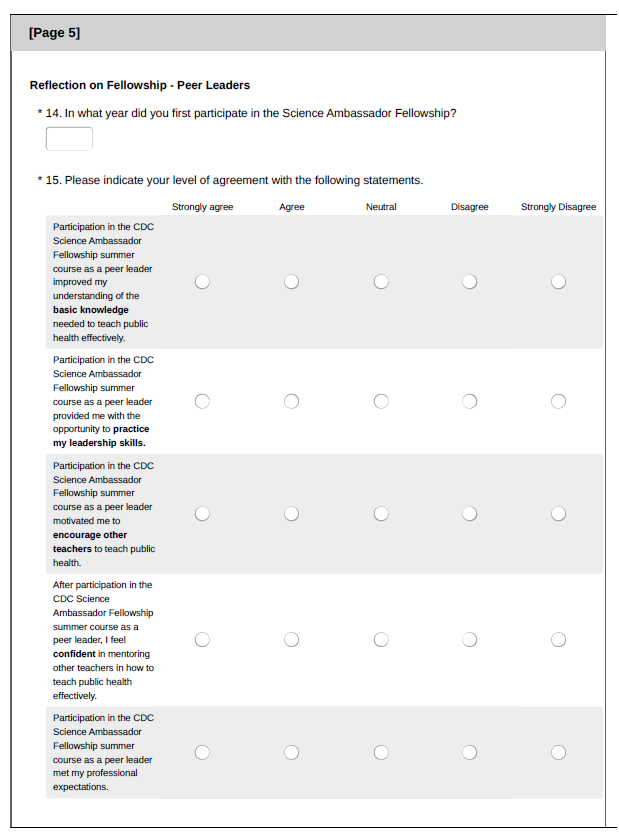 [Page 5]
Reflection on Fellowship - Peer Leaders
* 14. In what year did you first participate in the Science Ambassador Fellowship?
* 15. Please indicate your level of agreement with the following statements.
Strongly agree Agree Neutral Disagree Strongly Disagree
Participation in the CDC
Science Ambassador
Fellowship summer
course as a peer leader
improved my
understanding of the
basic knowledge
needed to teach public
health effectively.
Participation in the CDC
Science Ambassador
Fellowship summer
course as a peer leader
provided me with the
opportunity to practice
my leadership skills.
Participation in the CDC
Science Ambassador
Fellowship summer
course as a peer leader
motivated me to
encourage other
teachers to teach public
health.
After participation in the
CDC Science
Ambassador Fellowship
summer course as a
peer leader, I feel
confident in mentoring
other teachers in how to
teach public health
effectively.
Participation in the CDC
Science Ambassador
Fellowship summer
course as a peer leader
met my professional
expectations.